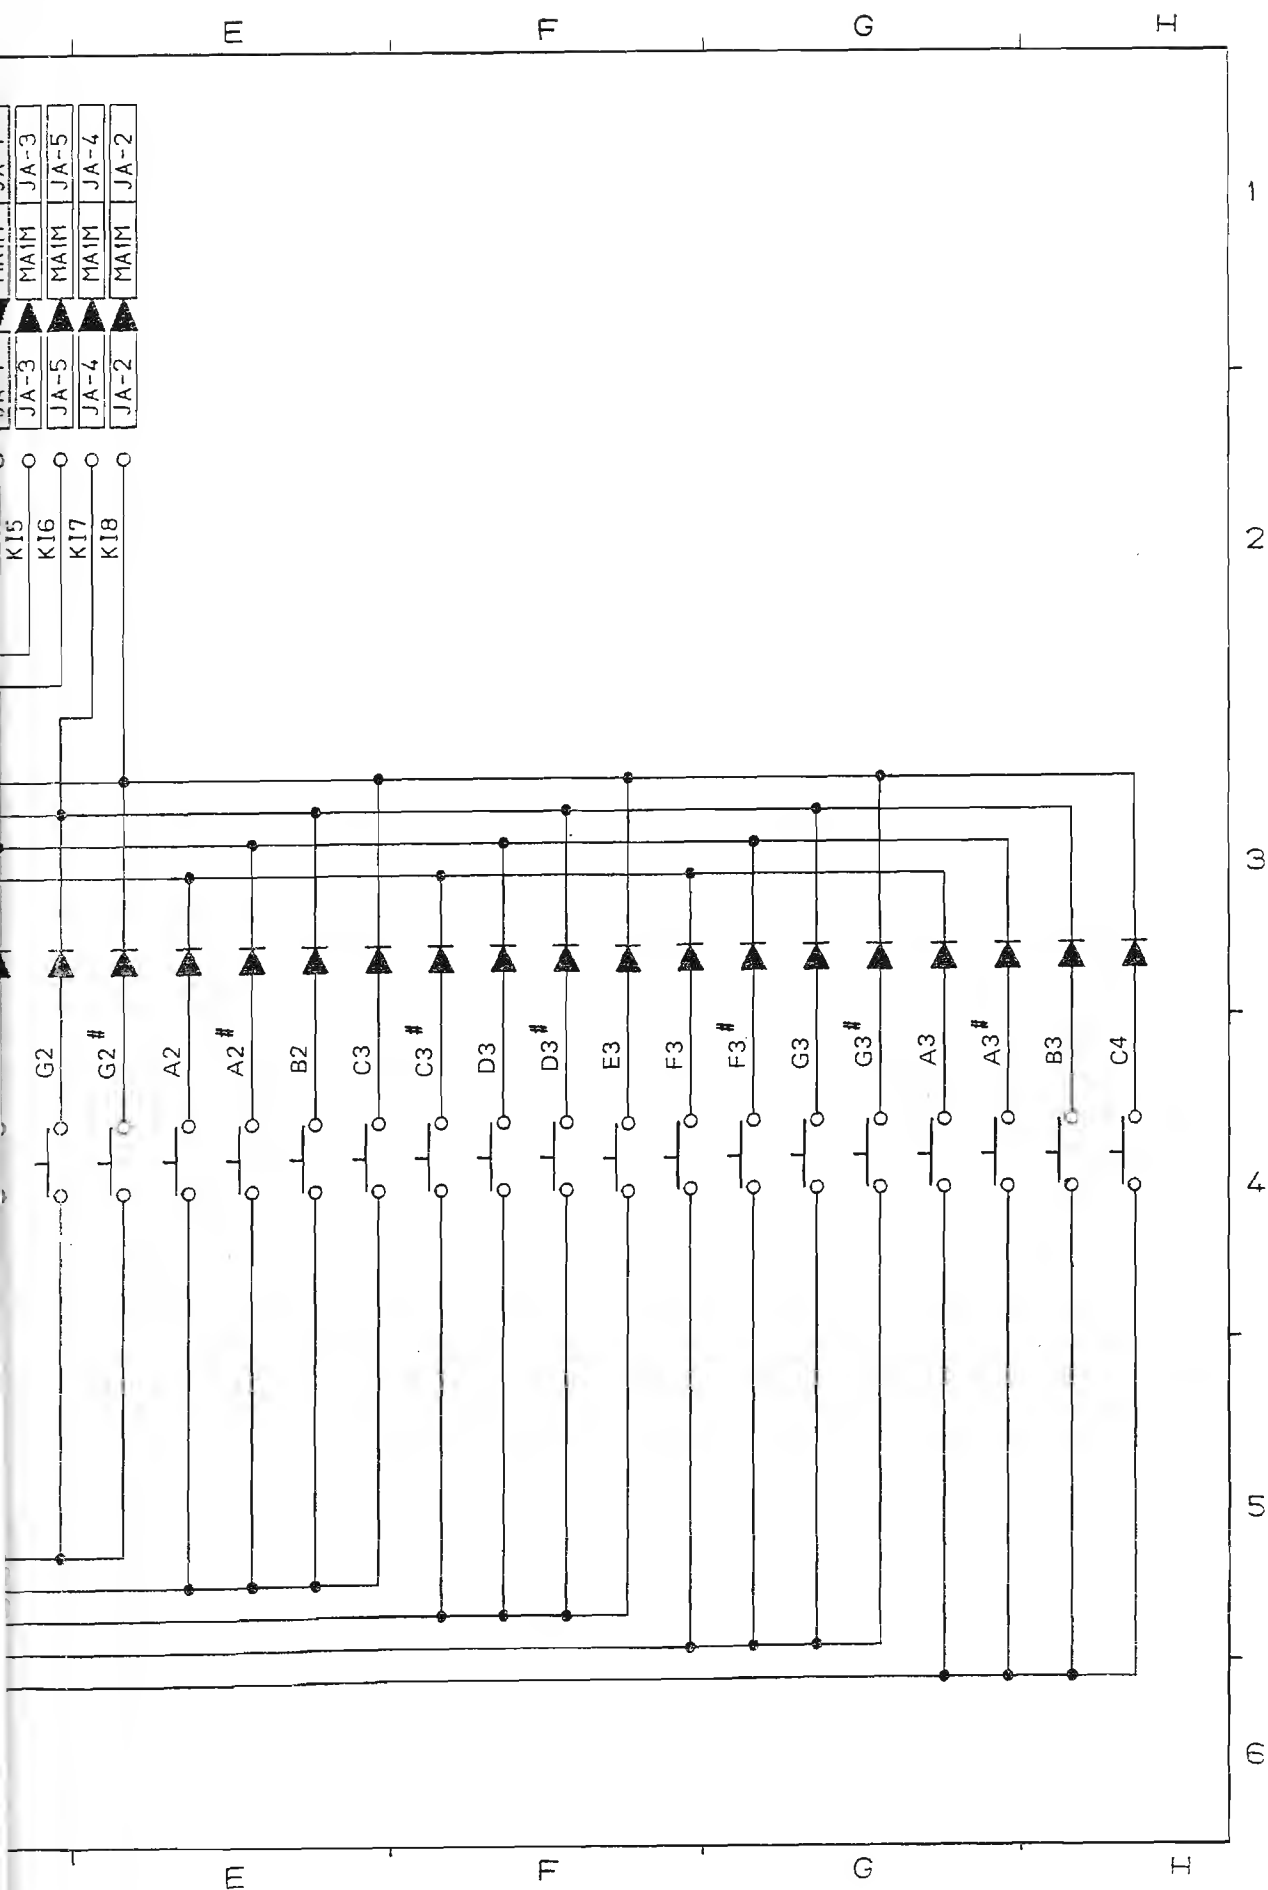 E F G H
JA-3 MA1M JA-3
JA-5 MA1M JA-5
JA-4 MA1M JA-4
JA-2 MA1M JA-2
1
KI5
KI6
KI7
KI8
2
3
G2
G2#
A2
A2#
B2
C3
C3#
D3
D3#
E3
F3
F3#
G3
G3#
A3
A3#
B3
C4
4
5
6
E F G H